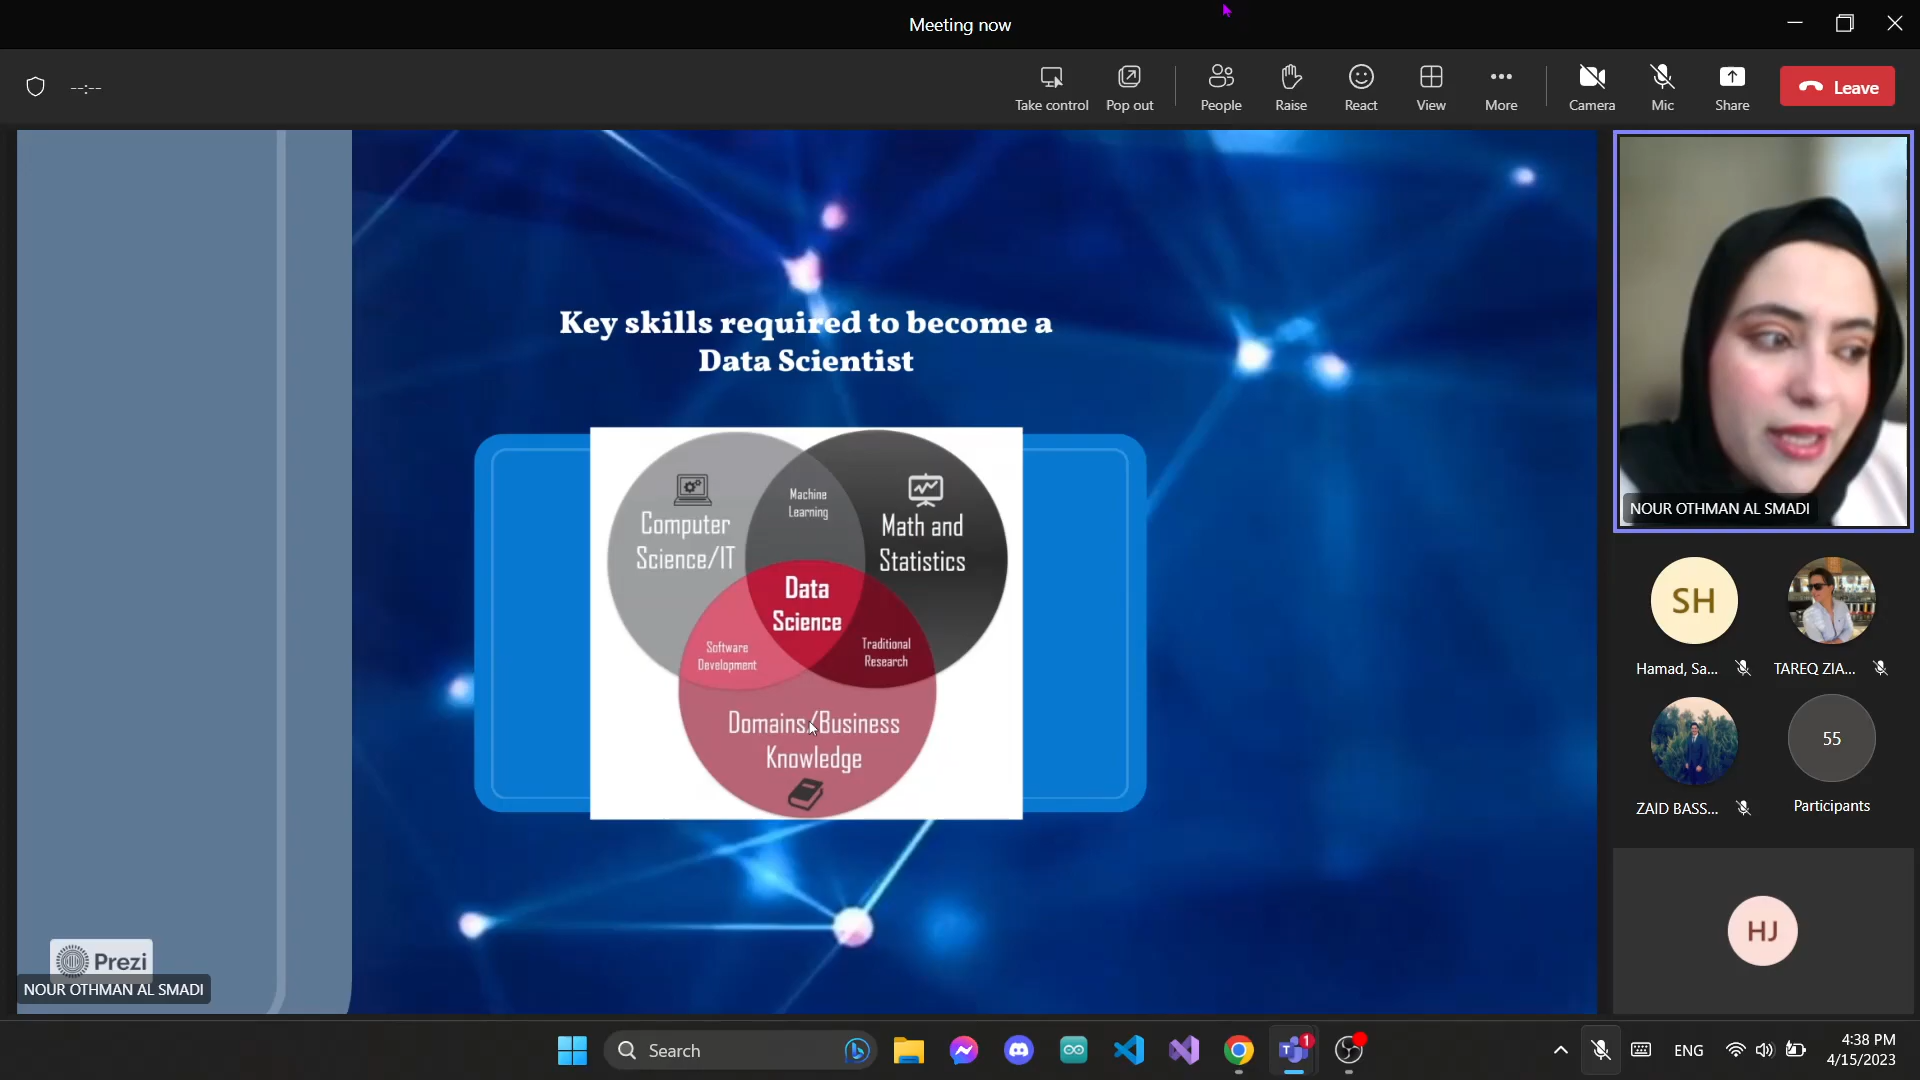 Meeting now
--:--
Take control
Pop out
People
Raise
React
View
More
Camera
Mic
Share
Leave
Key skills required to become a
Data Scientist
Computer
Science/IT
Machine
Learning
Math and
Statistics
Data
Science
Software
Development
Traditional
Research
Domains/Business
Knowledge
Prezi
NOUR OTHMAN AL SMADI
NOUR OTHMAN AL SMADI
SH
Hamad, Sa...
TAREQ ZIA...
ZAID BASS...
55
Participants
HJ
Search
1
ENG
4:38 PM
4/15/2023